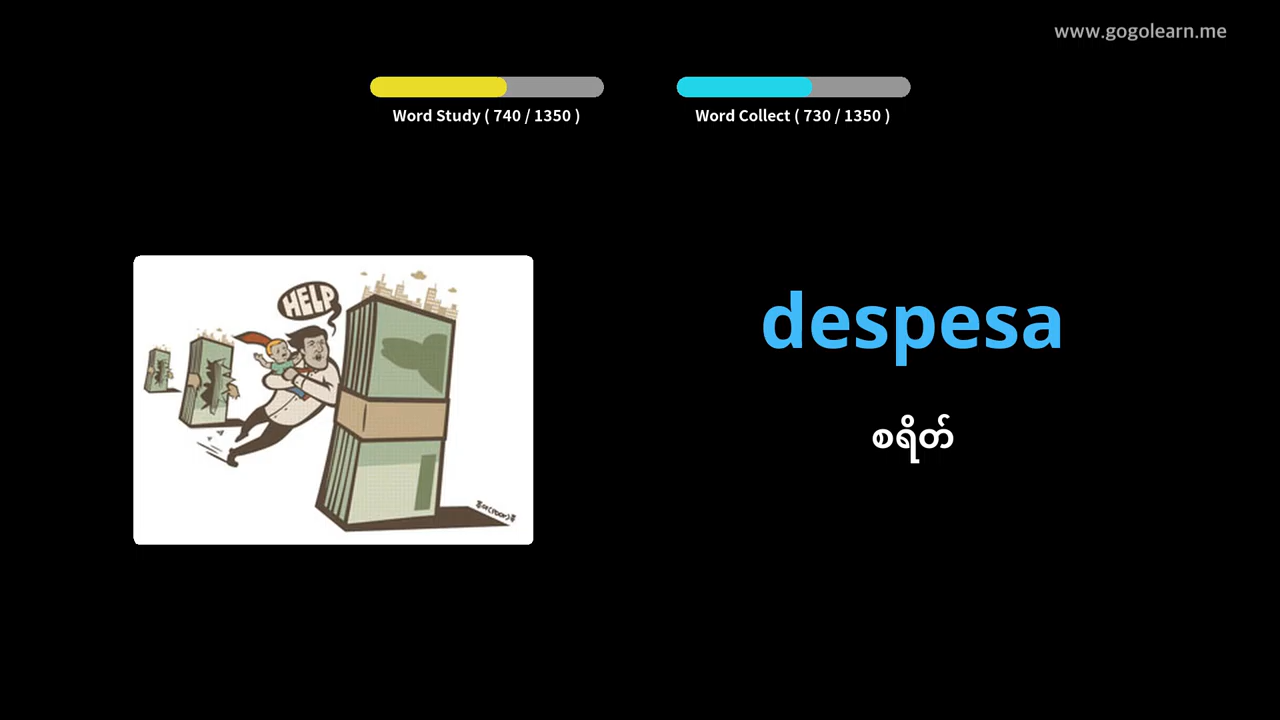 www.gogolearn.me
Word Study ( 740 / 1350 )
Word Collect ( 730 / 1350 )
HELP
despesa
စရိတ်